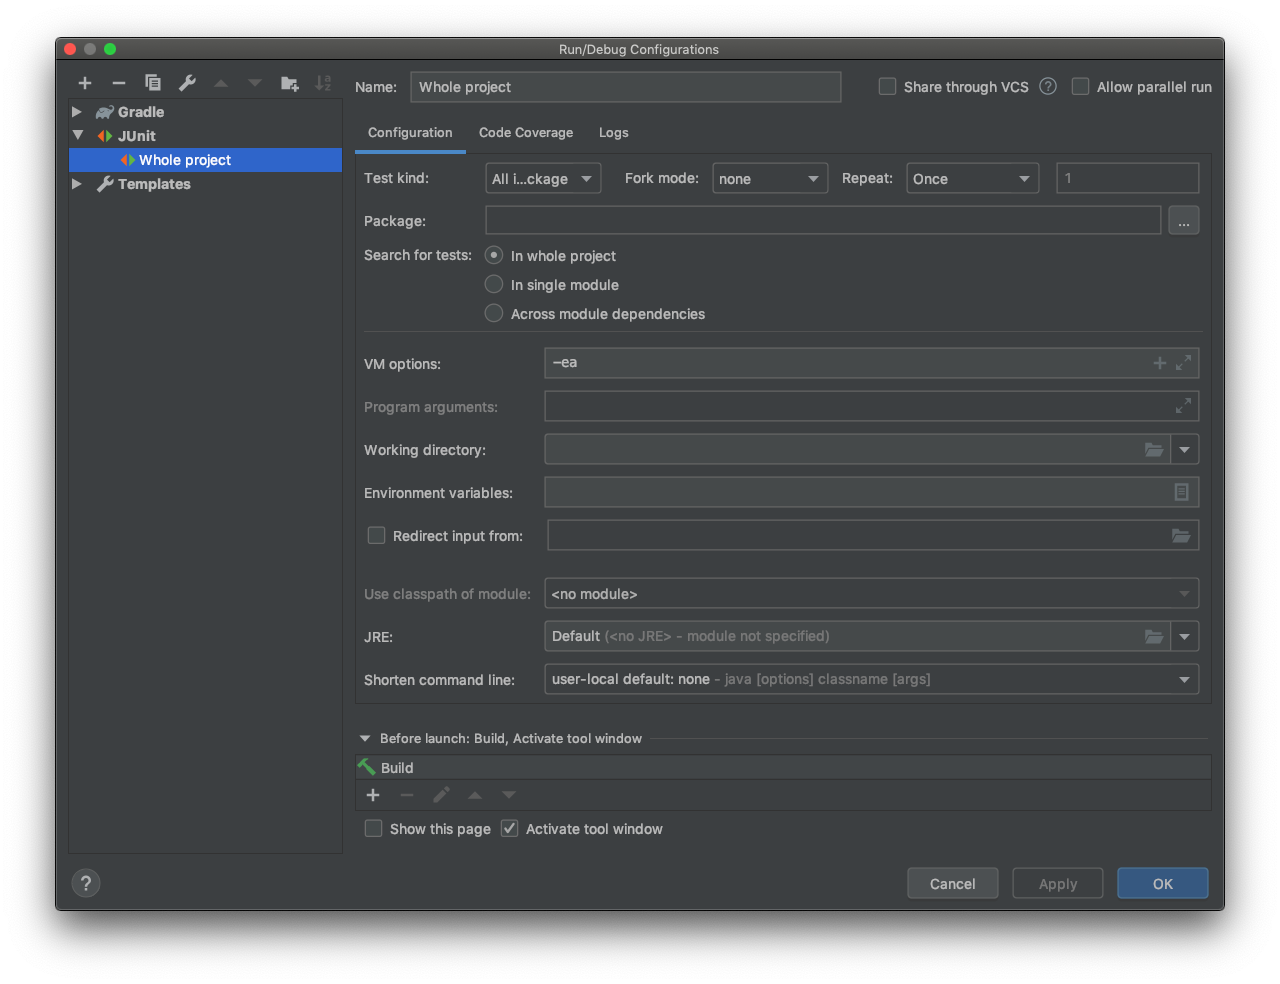 Run/Debug Configurations
Gradle
JUnit
Whole project
Templates
Name: Whole project Share through VCS ? Allow parallel run
Configuration Code Coverage Logs
Test kind: All i...ckage Fork mode: none Repeat: Once 1
Package: ...
Search for tests: In whole project
In single module
Across module dependencies
VM options: -ea
Program arguments:
Working directory:
Environment variables:
Redirect input from:
Use classpath of module: <no module>
JRE: Default (<no JRE> - module not specified)
Shorten command line: user-local default: none - java [options] classname [args]
Before launch: Build, Activate tool window
Build
Show this page Activate tool window
? Cancel Apply OK